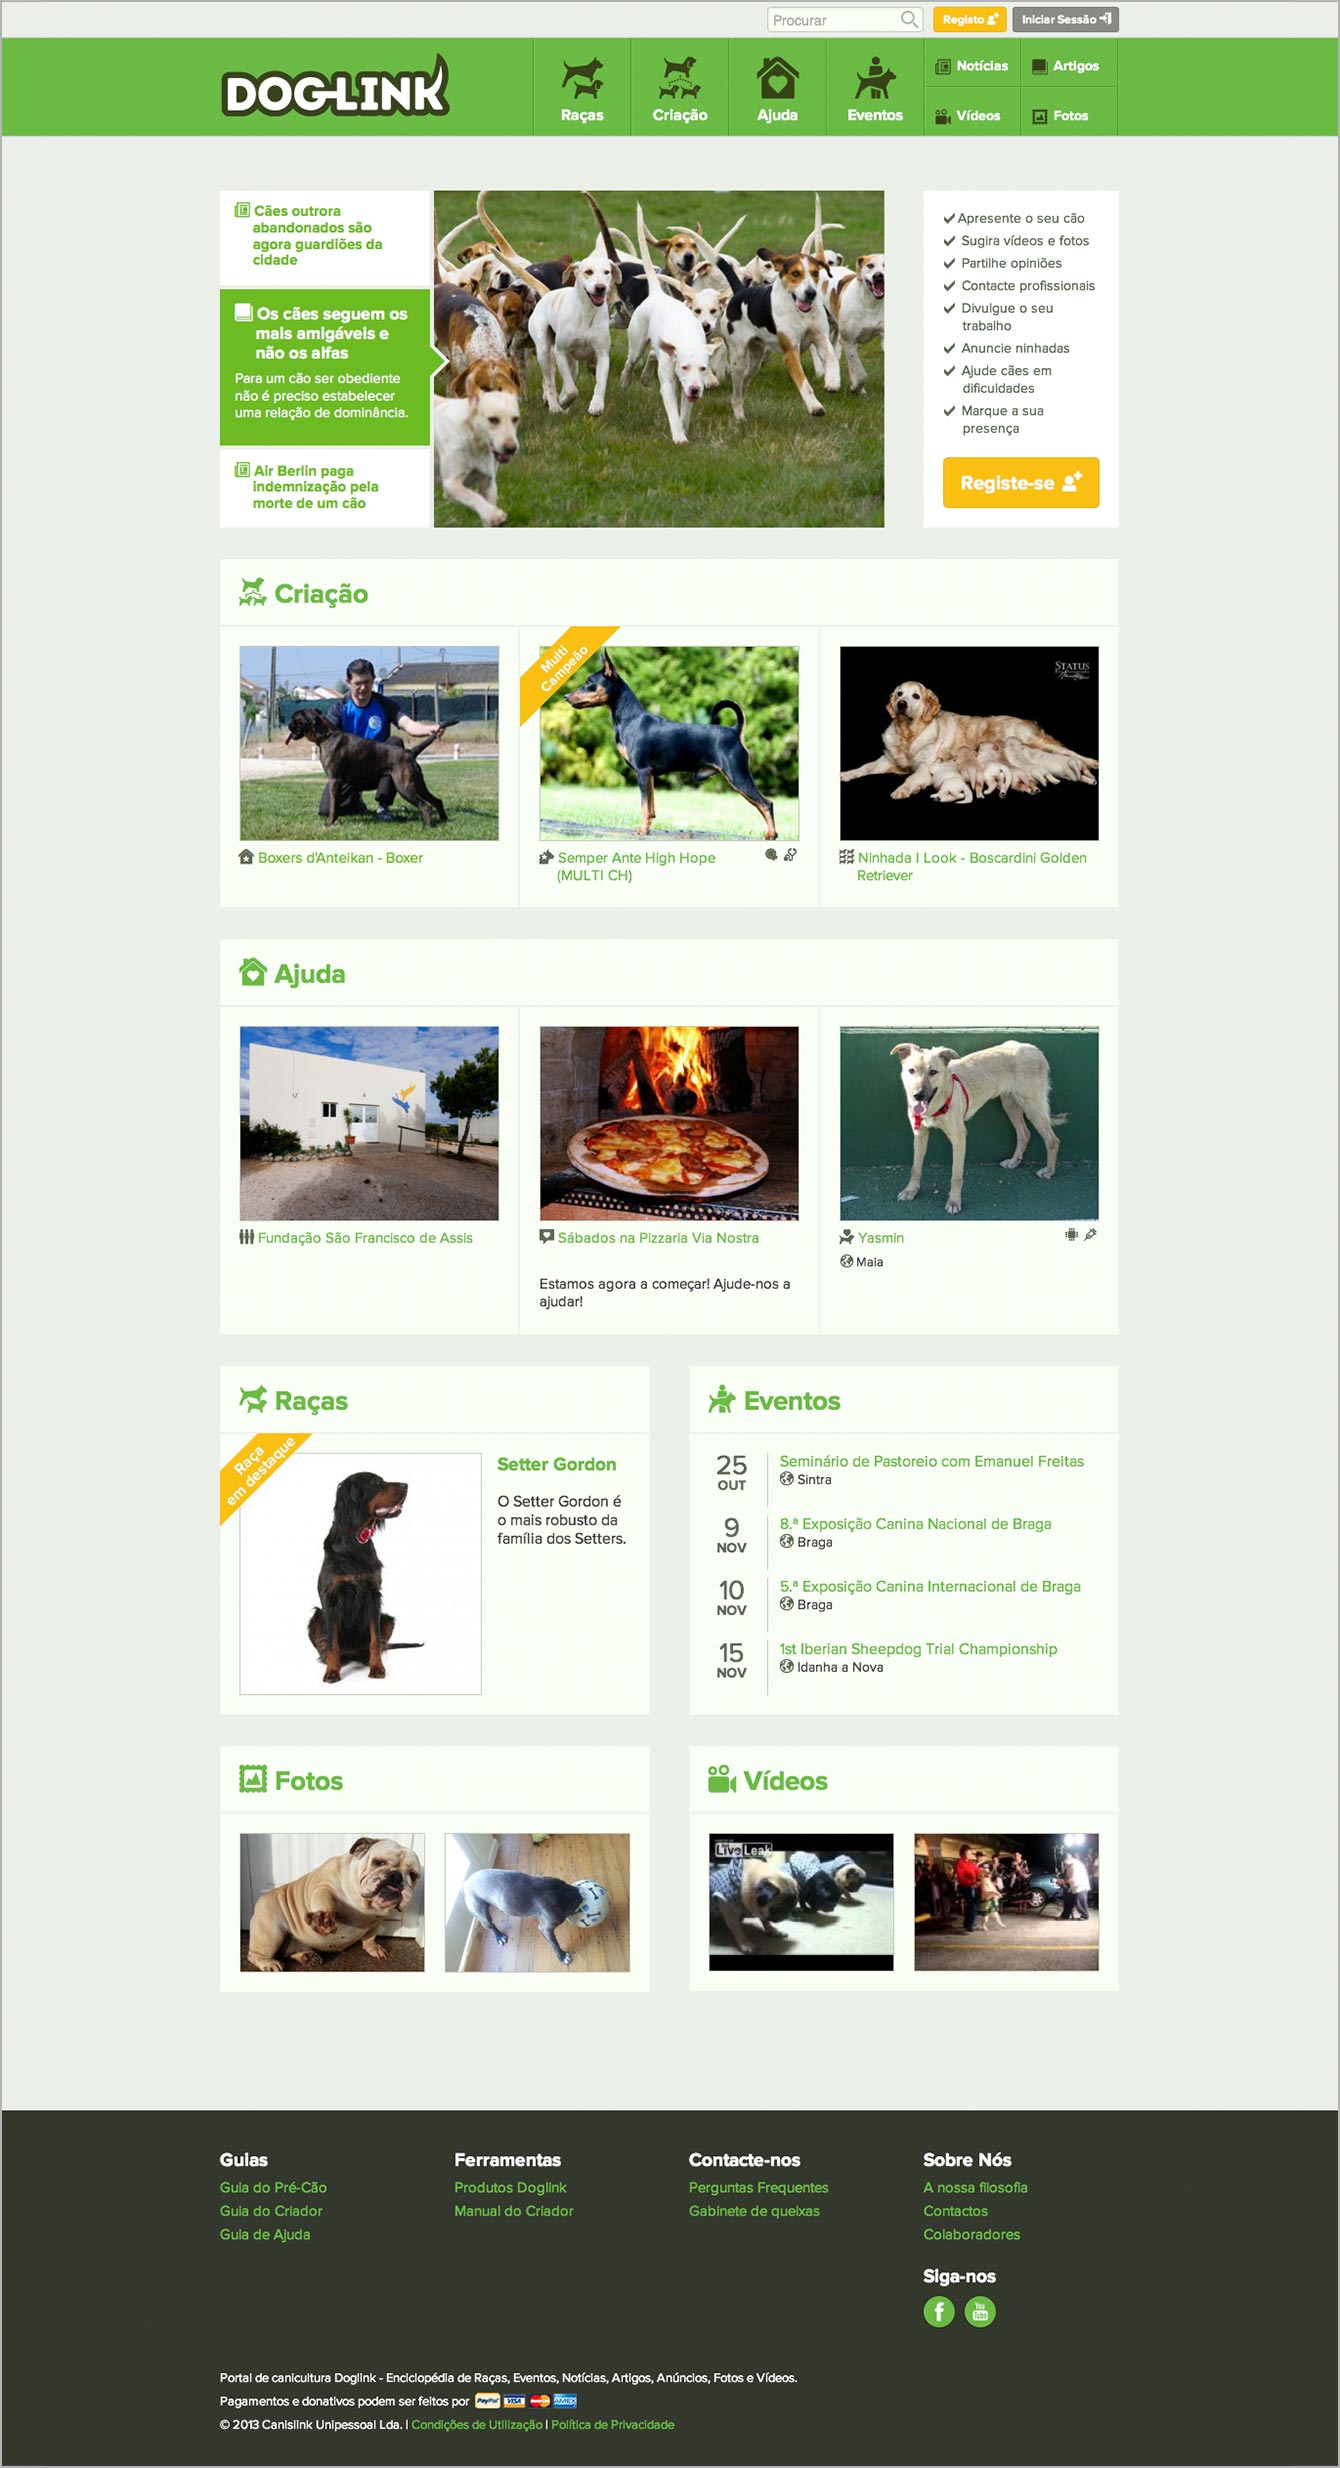 Procurar
Registo
Iniciar Sessão
DOGLINK
Raças
Criação
Ajuda
Eventos
Notícias
Artigos
Vídeos
Fotos
Cães outrora
abandonados são
agora guardiões da
cidade
Os cães seguem os
mais amigáveis e
não os alfas
Para um cão ser obediente
não é preciso estabelecer
uma relação de dominância.
Air Berlin paga
indemnização pela
morte de um cão
Apresente o seu cão
Sugira vídeos e fotos
Partilhe opiniões
Contacte profissionais
Divulgue o seu
trabalho
Anuncie ninhadas
Ajude cães em
dificuldades
Marque a sua
presença
Registe-se
Criação
Multi
Campeão
STATUS
Boxers d'Anteikan - Boxer
Semper Ante High Hope
(MULTI CH)
Ninhada I Look - Boscardini Golden
Retriever
Ajuda
Fundação São Francisco de Assis
Sábados na Pizzaria Via Nostra
Estamos agora a começar! Ajude-nos a
ajudar!
Yasmin
Maia
Raças
Raça
em destaque
Setter Gordon
O Setter Gordon é
o mais robusto da
família dos Setters.
Eventos
25
OUT
Seminário de Pastoreio com Emanuel Freitas
Sintra
9
NOV
8.ª Exposição Canina Nacional de Braga
Braga
10
NOV
5.ª Exposição Canina Internacional de Braga
Braga
15
NOV
1st Iberian Sheepdog Trial Championship
Idanha a Nova
Fotos
Vídeos
LiveLeak
Guias
Guia do Pré-Cão
Guia do Criador
Guia de Ajuda
Ferramentas
Produtos Doglink
Manual do Criador
Contacte-nos
Perguntas Frequentes
Gabinete de queixas
Sobre Nós
A nossa filosofia
Contactos
Colaboradores
Siga-nos
f
You Tube
Portal de canicultura Doglink - Enciclopédia de Raças, Eventos, Notícias, Artigos, Anúncios, Fotos e Vídeos.
Pagamentos e donativos podem ser feitos por PayPal VISA MasterCard AMEX
© 2013 Canislink Unipessoal Lda. | Condições de Utilização | Política de Privacidade